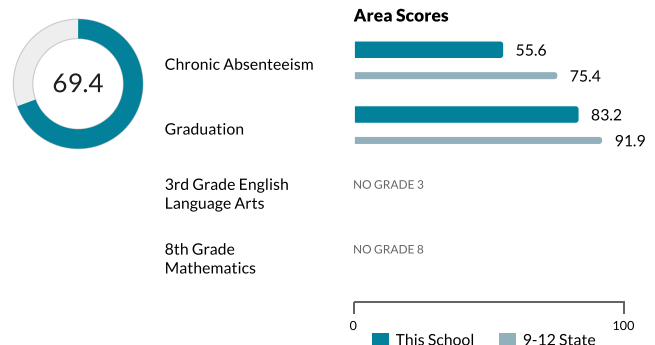 Area Scores
69.4
Chronic Absenteeism
55.6
75.4
Graduation
83.2
91.9
3rd Grade English
Language Arts
NO GRADE 3
8th Grade
Mathematics
NO GRADE 8
0
100
This School
9-12 State